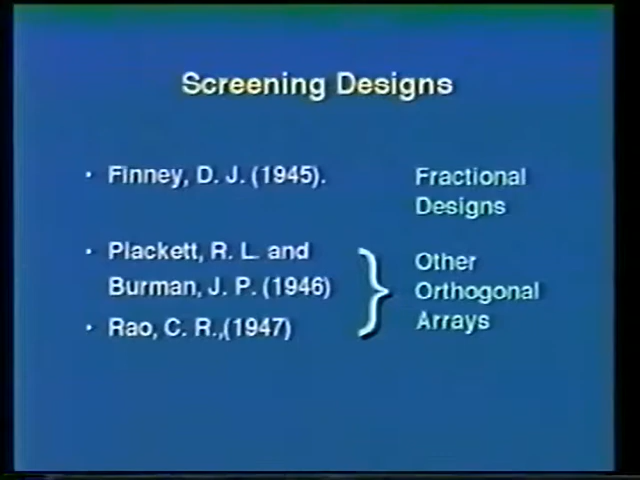 Screening Designs
· Finney, D. J. (1945).
Fractional
Designs
· Plackett, R. L. and
Burman, J. P. (1946)
· Rao, C. R.,(1947)
}
Other
Orthogonal
Arrays